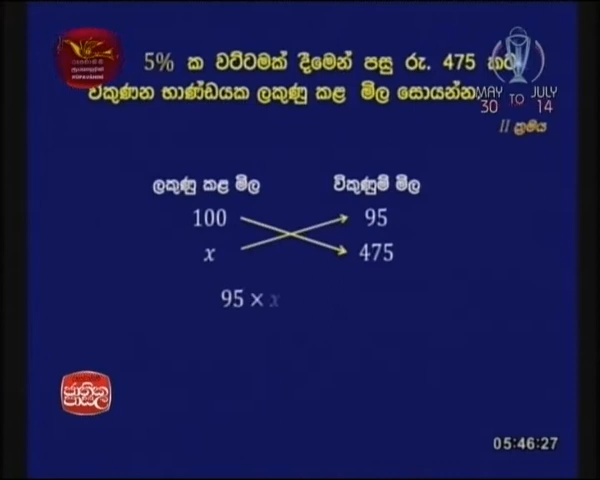 5% ක වට්ටමක් දීමෙන් පසු රු. 475 කට
විකුණන භාණ්ඩයක ලකුණු කළ මිල සොයන්න
MAY 30 TO JULY 14
II ක්‍රමය
ලකුණු කළ මිල විකුණුම් මිල
100 95
x 475
95 × x
ජාතික
පාසල
05:46:27